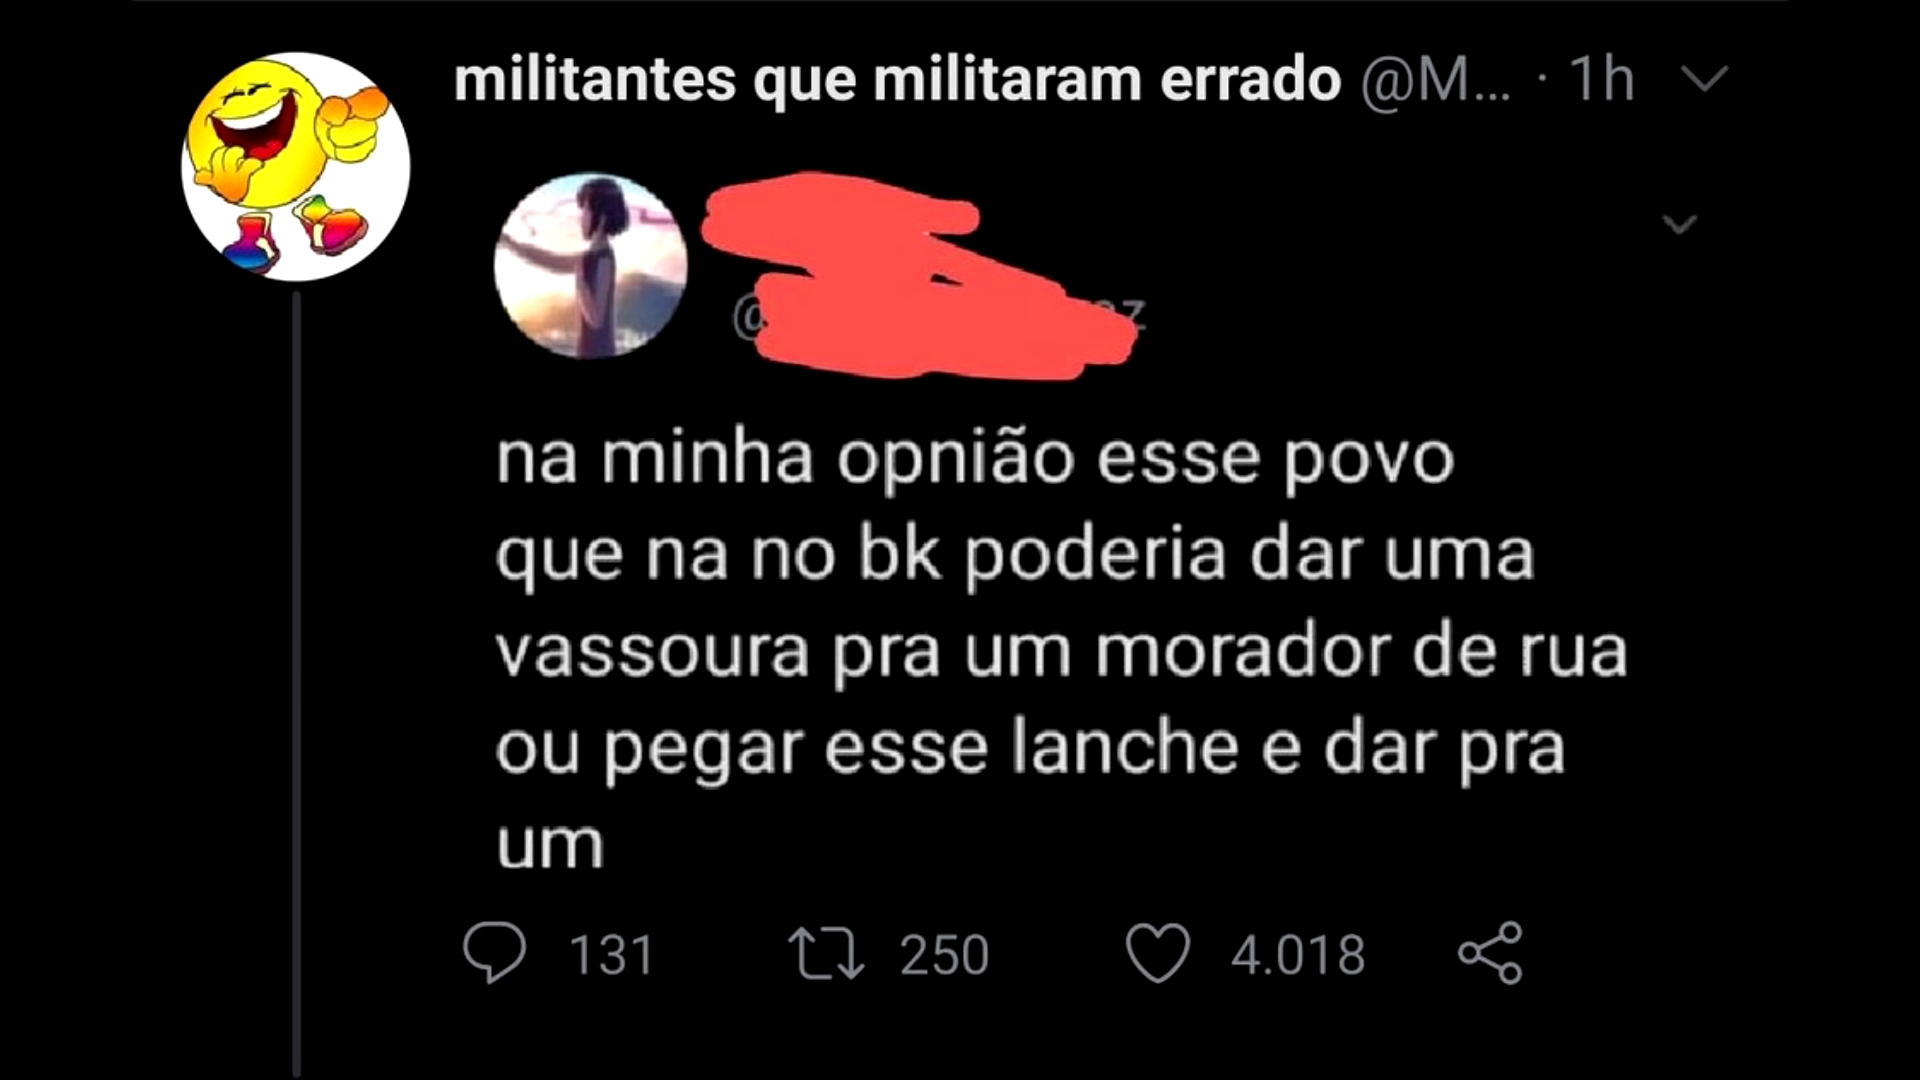 militantes que militaram errado @M... · 1h
@
na minha opnião esse povo
que na no bk poderia dar uma
vassoura pra um morador de rua
ou pegar esse lanche e dar pra
um
131 250 4.018